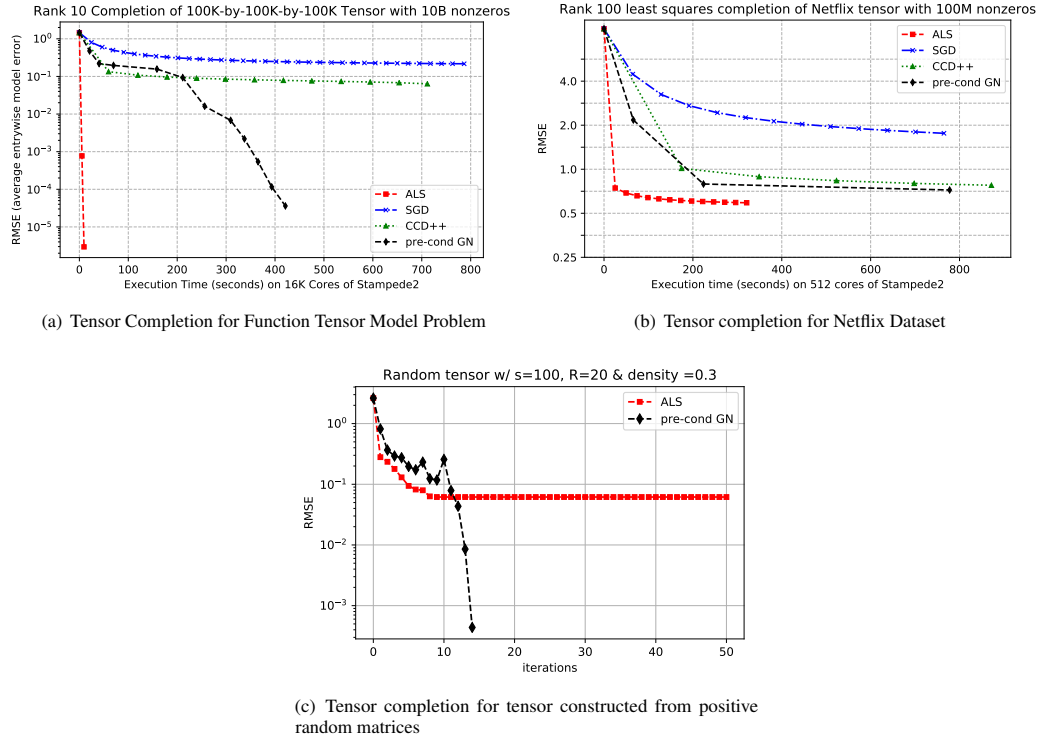 Rank 10 Completion of 100K-by-100K-by-100K Tensor with 10B nonzeros
RMSE (average entrywise model error)
10^0
10^-1
10^-2
10^-3
10^-4
10^-5
ALS
SGD
CCD++
pre-cond GN
0 100 200 300 400 500 600 700 800
Execution Time (seconds) on 16K Cores of Stampede2
(a) Tensor Completion for Function Tensor Model Problem
Rank 100 least squares completion of Netflix tensor with 100M nonzeros
RMSE
4.0
2.0
1.0
0.5
0.25
ALS
SGD
CCD++
pre-cond GN
0 200 400 600 800
Execution time (seconds) on 512 cores of Stampede2
(b) Tensor completion for Netflix Dataset
Random tensor w/ s=100, R=20 & density =0.3
RMSE
10^0
10^-1
10^-2
10^-3
ALS
pre-cond GN
0 10 20 30 40 50
iterations
(c) Tensor completion for tensor constructed from positive
random matrices